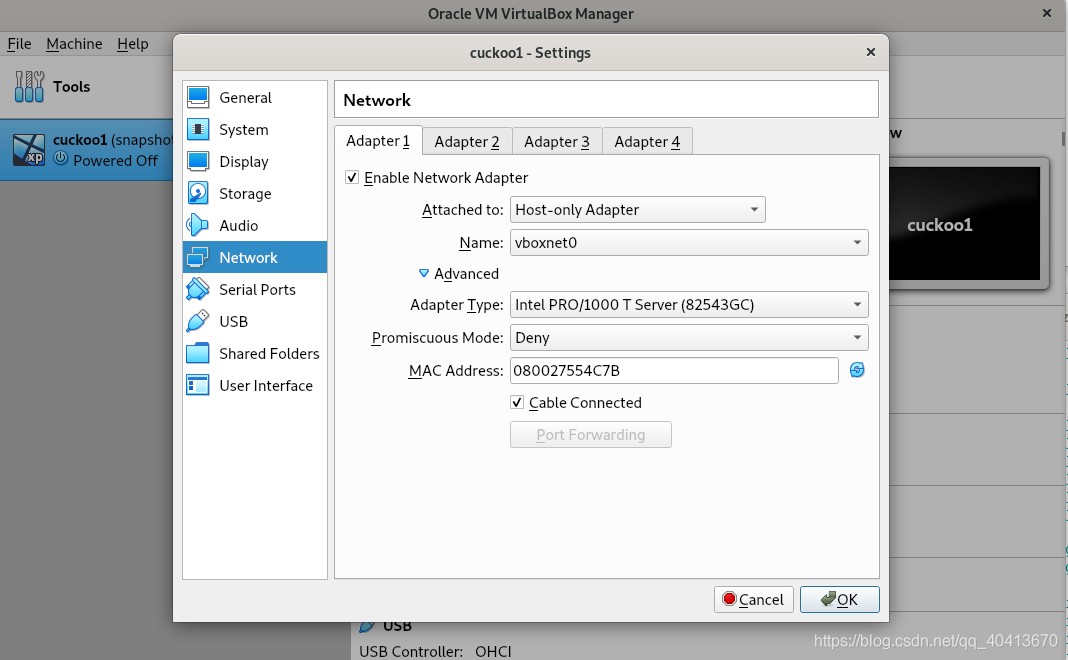 Oracle VM VirtualBox Manager
File Machine Help
Tools
cuckoo1 (snapsho
Powered Off
cuckoo1 - Settings
General
System
Display
Storage
Audio
Network
Serial Ports
USB
Shared Folders
User Interface
Network
Adapter 1 Adapter 2 Adapter 3 Adapter 4
Enable Network Adapter
Attached to: Host-only Adapter
Name: vboxnet0
Advanced
Adapter Type: Intel PRO/1000 T Server (82543GC)
Promiscuous Mode: Deny
MAC Address: 080027554C7B
Cable Connected
Port Forwarding
Cancel OK
w
cuckoo1
xp
USB
USB Controller: OHCI
https://blog.csdn.net/qq_40413670